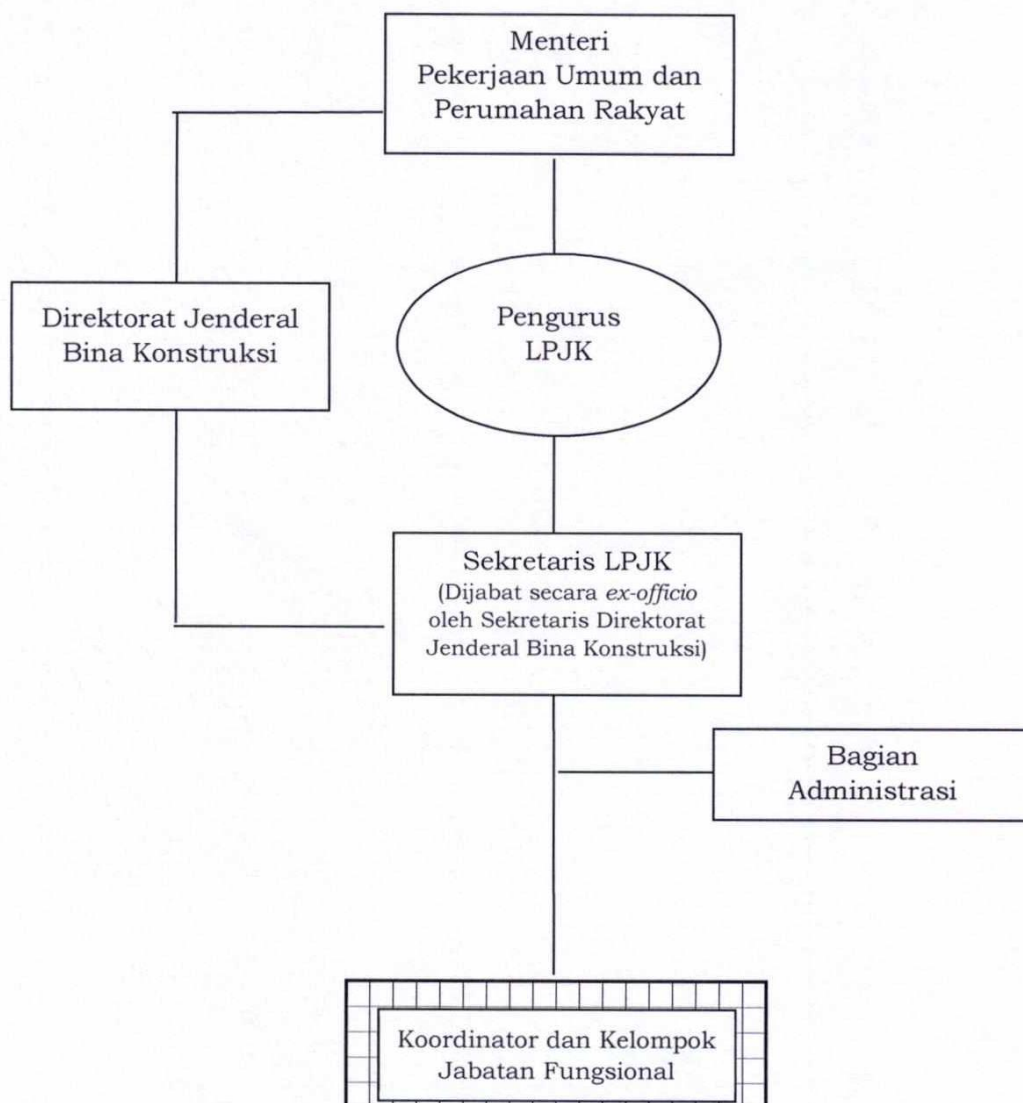 Menteri
Pekerjaan Umum dan
Perumahan Rakyat
Direktorat Jenderal
Bina Konstruksi
Pengurus
LPJK
Sekretaris LPJK
(Dijabat secara ex-officio
oleh Sekretaris Direktorat
Jenderal Bina Konstruksi)
Bagian
Administrasi
Koordinator dan Kelompok
Jabatan Fungsional